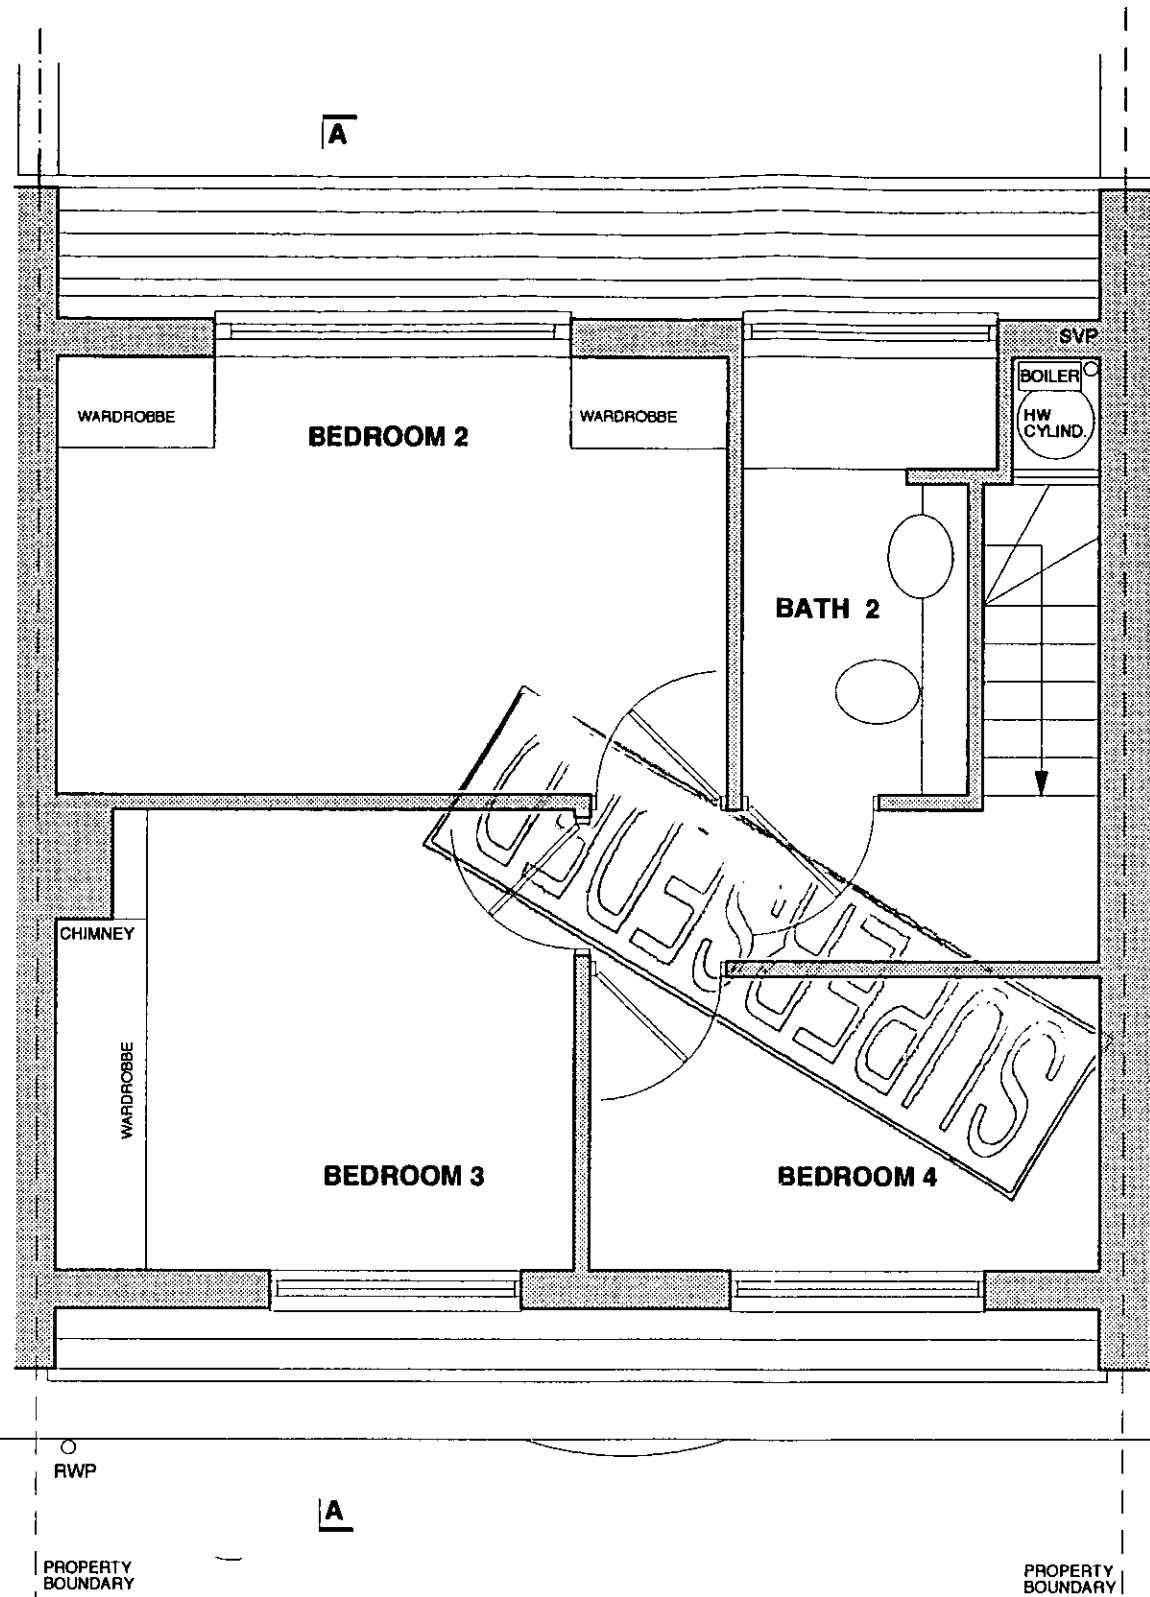 A
SVP
BOILER
HW
CYLIND.
WARDROBBE
BEDROOM 2
WARDROBBE
BATH 2
SUPERSEDED
CHIMNEY
WARDROBBE
BEDROOM 3
BEDROOM 4
RWP
A
PROPERTY
BOUNDARY
PROPERTY
BOUNDARY